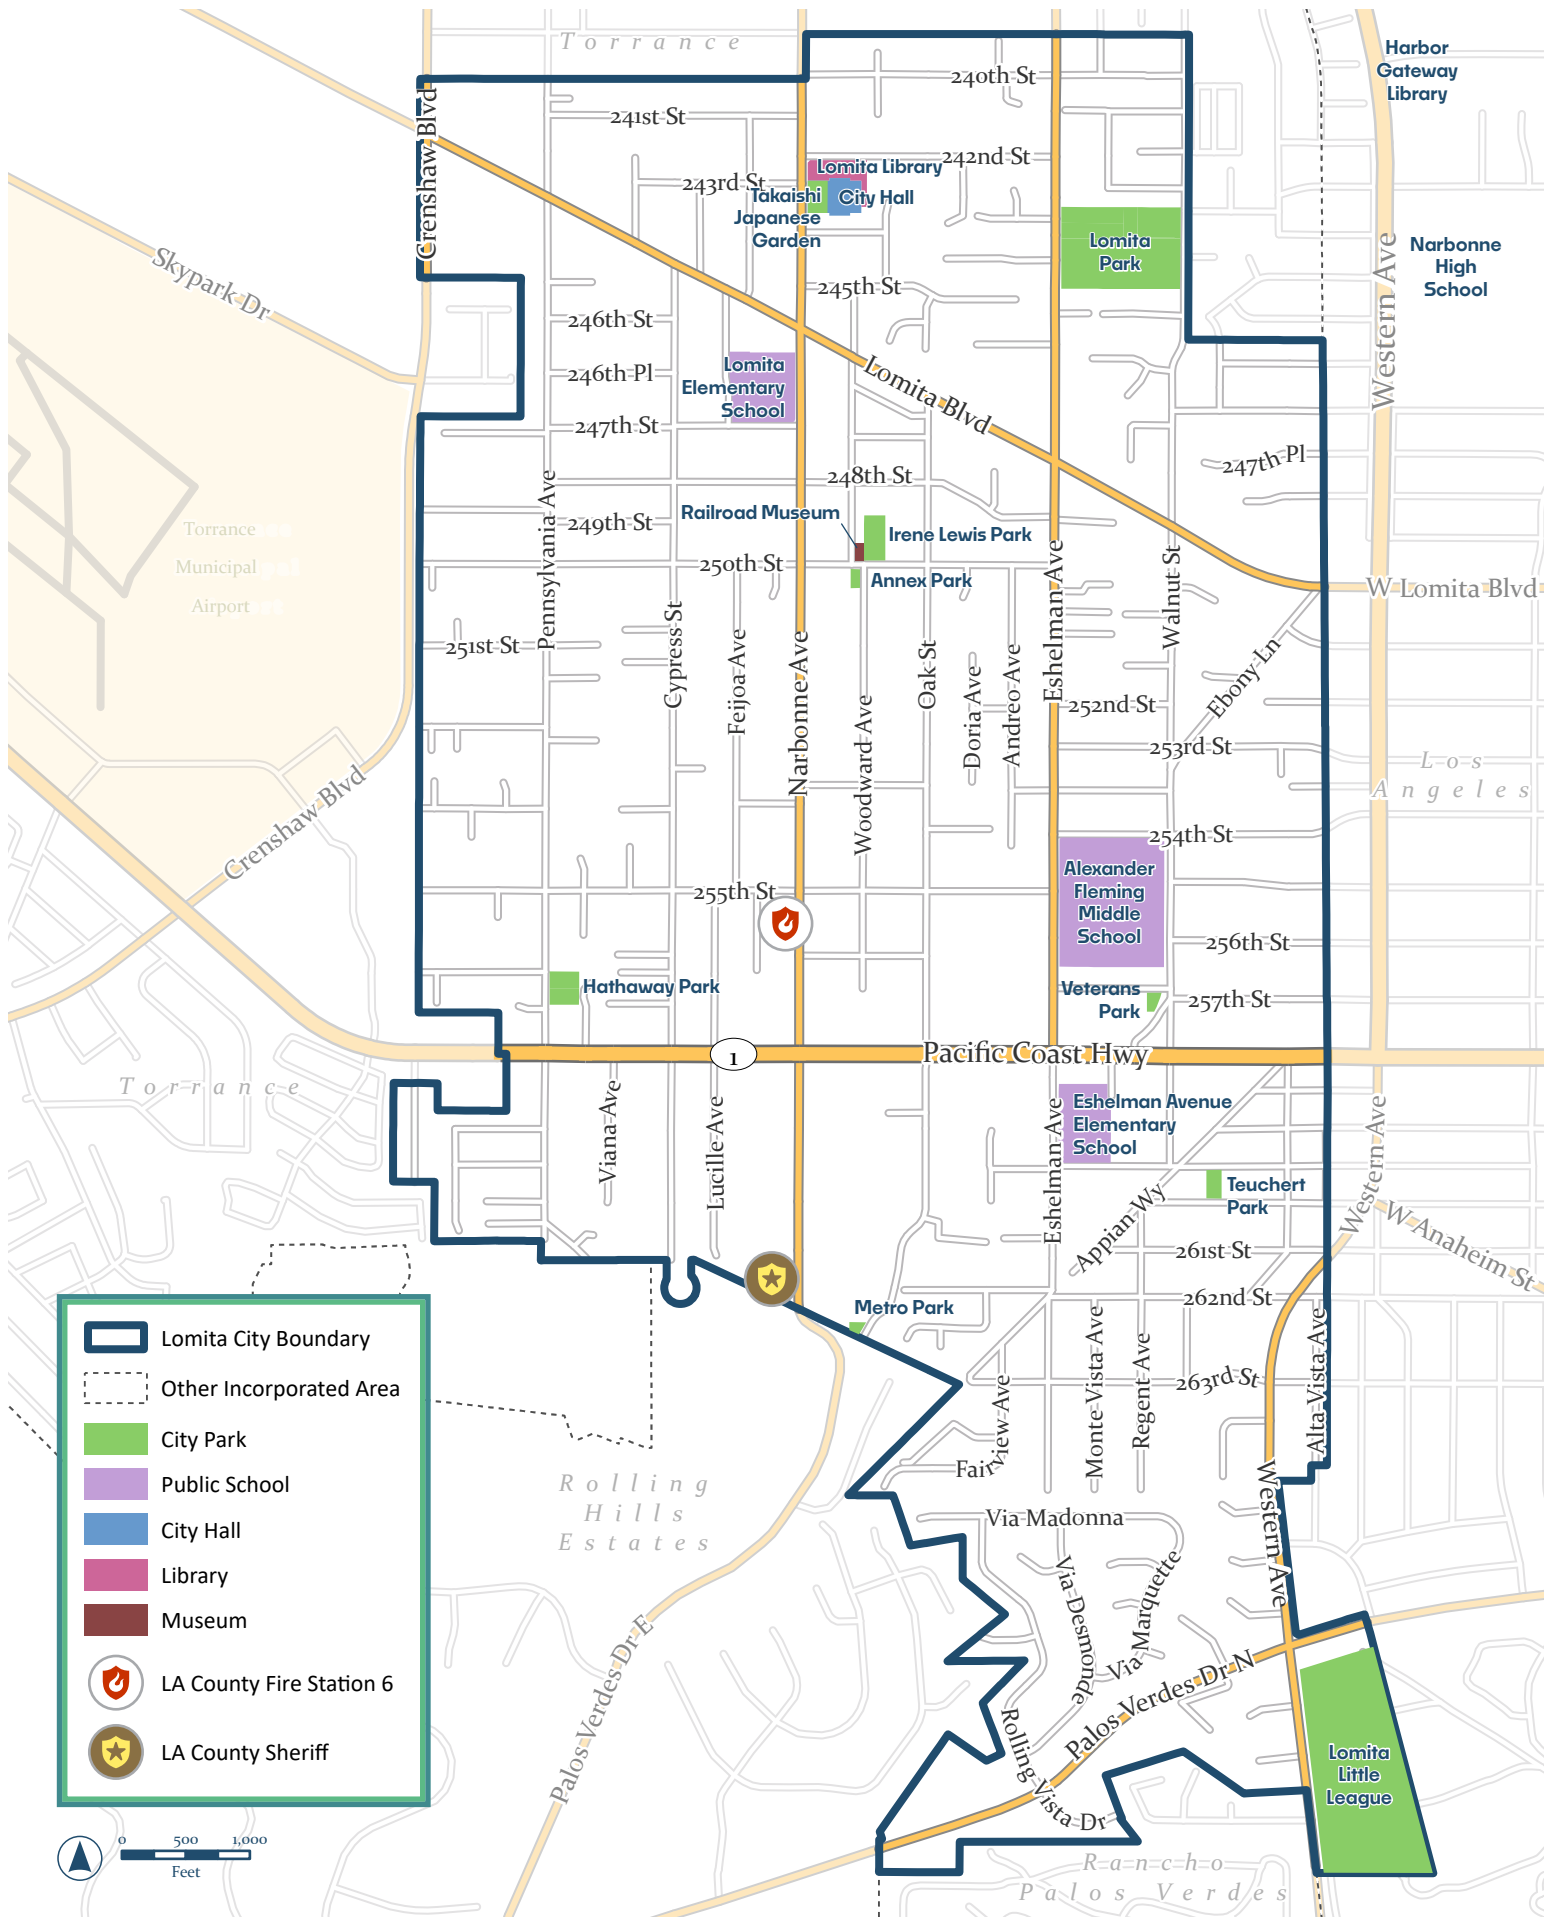 Torrance
Harbor
Gateway
Library
240th St
Crenshaw Blvd
241st St
242nd St
Lomita Library
243rd St
Takaishi
Japanese
Garden
City Hall
Lomita
Park
Western Ave
Narbonne
High
School
Skypark Dr
245th St
246th St
246th Pl
Lomita
Elementary
School
Lomita Blvd
247th St
247th Pl
248th St
Railroad Museum
249th St
Irene Lewis Park
Torrance
Municipal
Airport
250th St
Annex Park
W Lomita Blvd
Pennsylvania Ave
251st St
Cypress St
Feijoa Ave
Narbonne Ave
Woodward Ave
Oak St
Doria Ave
Andreo Ave
Eshelman Ave
Walnut St
Ebony Ln
252nd St
253rd St
Los
Angeles
Crenshaw Blvd
254th St
Alexander
Fleming
Middle
School
255th St
256th St
Hathaway Park
Veterans
Park
257th St
1
Pacific Coast Hwy
Torrance
Viana Ave
Lucille Ave
Eshelman Ave
Eshelman Avenue
Elementary
School
Western Ave
Teuchert
Park
Appian Wy
W Anaheim St
261st St
262nd St
Metro Park
263rd St
Fairview Ave
Monte Vista Ave
Regent Ave
Alta Vista Ave
Western Ave
Rolling
Hills
Estates
Via Madonna
Via Desmonde
Via Marquette
Palos Verdes Dr E
Palos Verdes Dr N
Rolling Vista Dr
Lomita
Little
League
Rancho
Palos Verdes
Lomita City Boundary
Other Incorporated Area
City Park
Public School
City Hall
Library
Museum
LA County Fire Station 6
LA County Sheriff
0 500 1,000
Feet